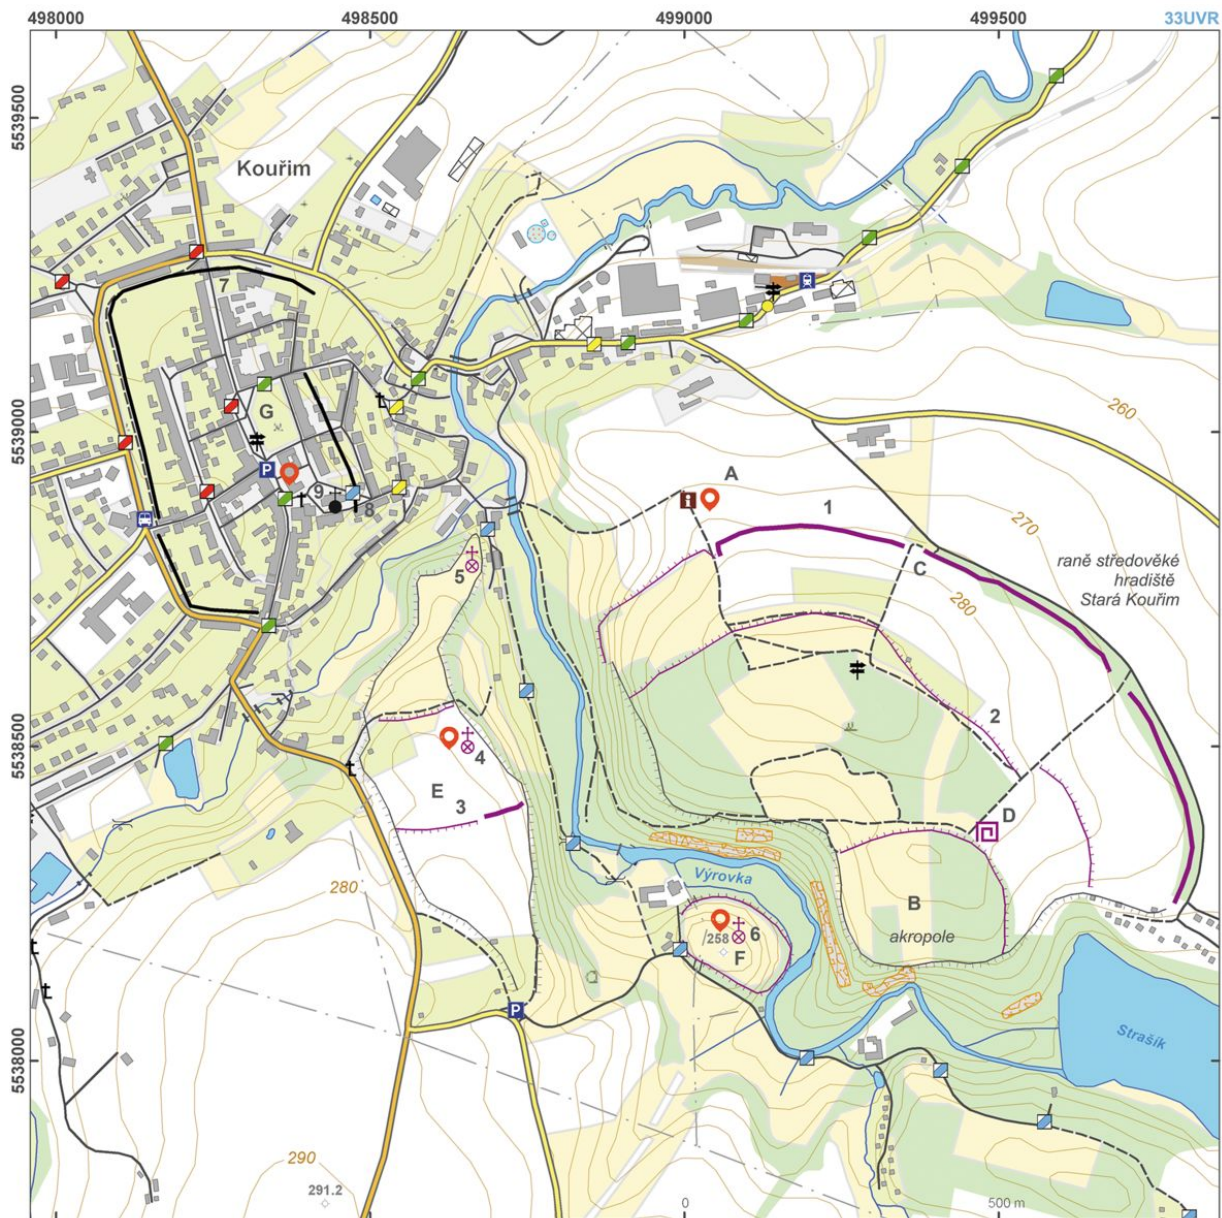 498000 498500 499000 499500 33UVR
5539500
Kouřim
7
260
5539000
G
A
P
9
8
1
270
C
raně středověké
hradiště
Stará Kouřim
5
280
2
5538500
4
E
3
D
Výrovka
280
B
258
6
F
akropole
P
5538000
Strašík
290
291.2
0 500 m